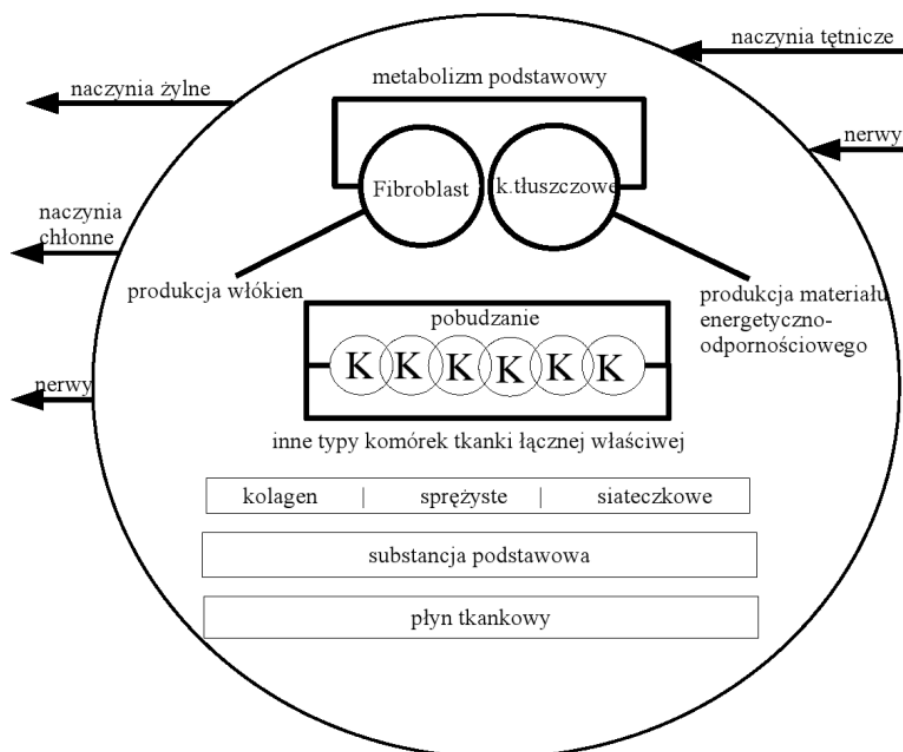 naczynia tętnicze
metabolizm podstawowy
naczynia żylne
nerwy
Fibroblast
k.tłuszczowe
naczynia
chłonne
produkcja włókien
produkcja materiału
energetyczno-
odpornościowego
pobudzanie
K K K K K K
nerwy
inne typy komórek tkanki łącznej właściwej
kolagen | sprężyste | siateczkowe
substancja podstawowa
płyn tkankowy